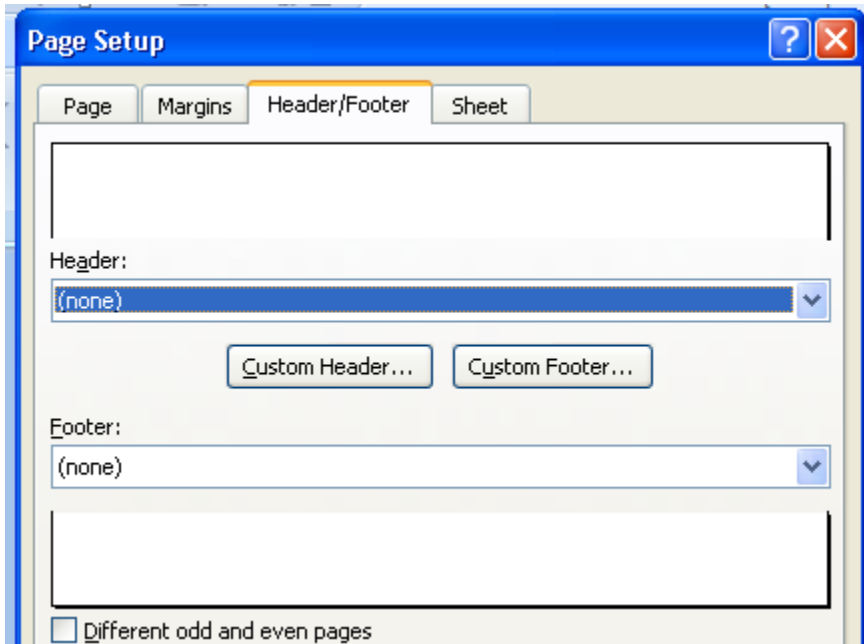 Page Setup
Page Margins Header/Footer Sheet
Header:
(none)
Custom Header... Custom Footer...
Footer:
(none)
Different odd and even pages